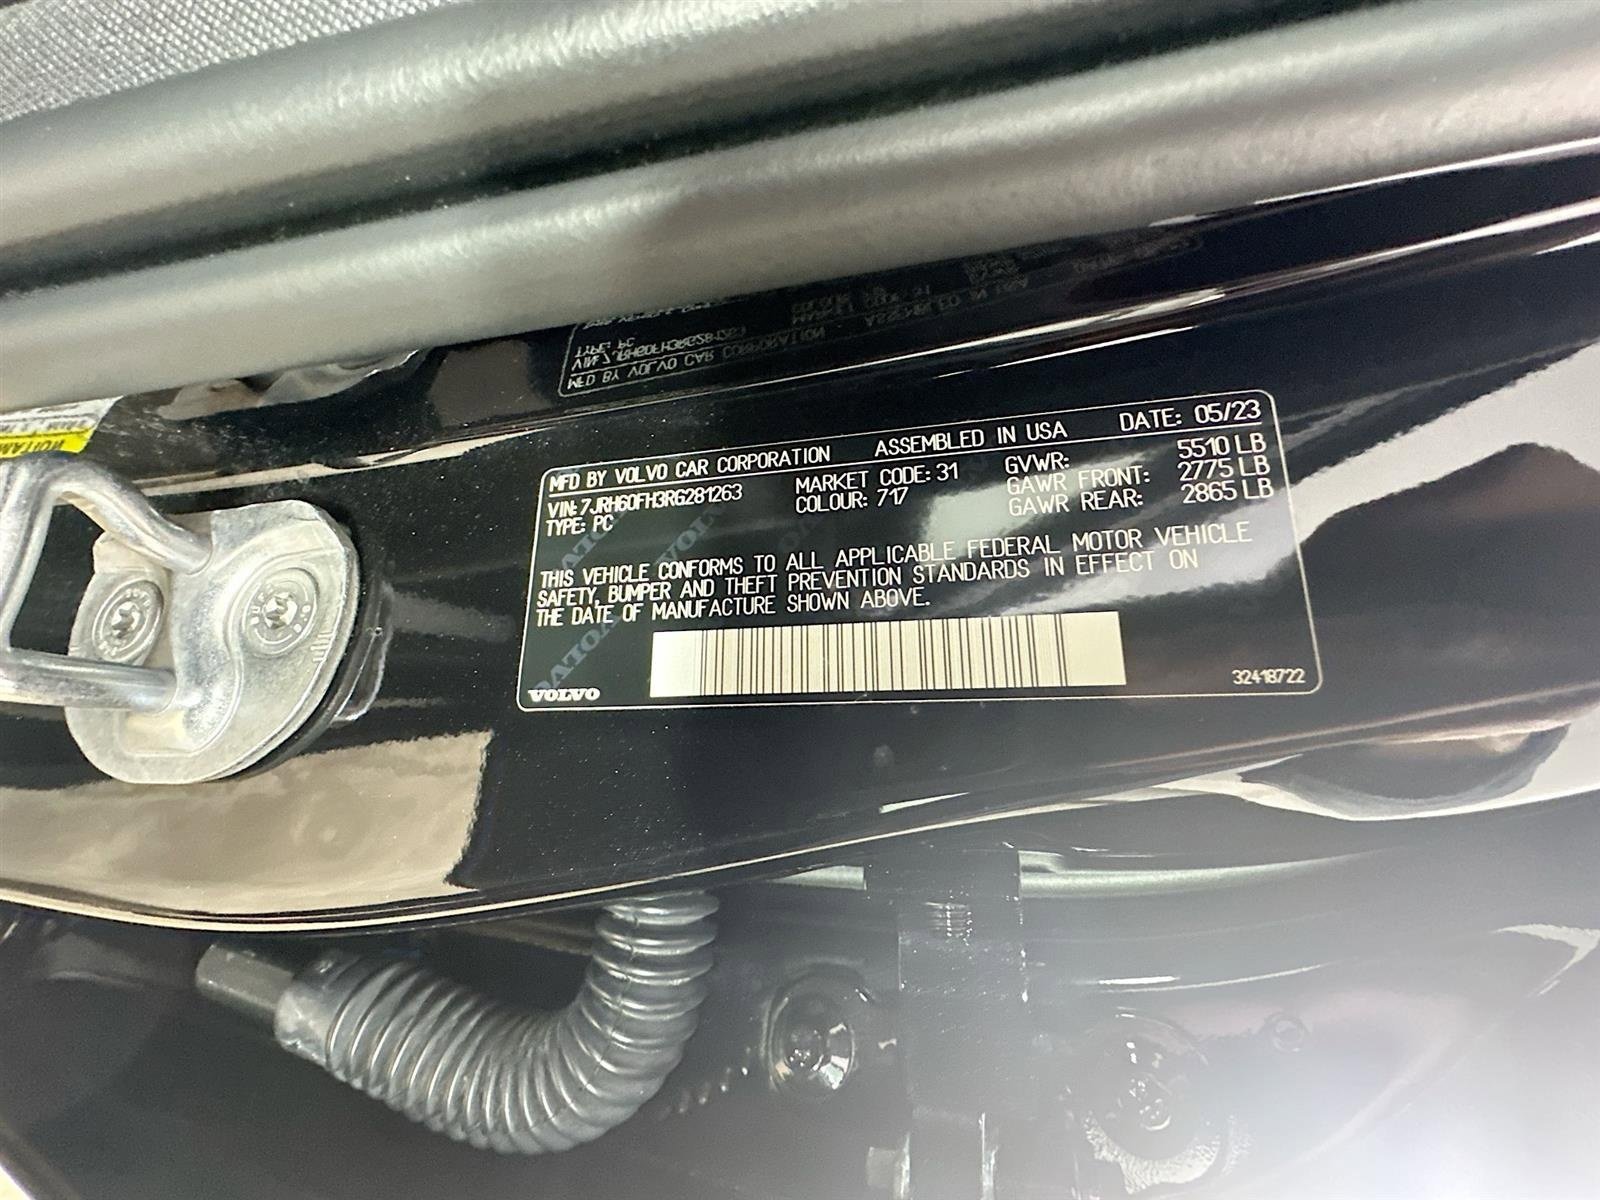 MFD BY VOLVO CAR CORPORATION ASSEMBLED IN USA DATE: 05/23
VIN: 7JRH60FH3RG281263 MARKET CODE: 31 GVWR: 5510 LB
TYPE: PC COLOUR: 717 GAWR FRONT: 2775 LB
GAWR REAR: 2865 LB
THIS VEHICLE CONFORMS TO ALL APPLICABLE FEDERAL MOTOR VEHICLE
SAFETY, BUMPER AND THEFT PREVENTION STANDARDS IN EFFECT ON
THE DATE OF MANUFACTURE SHOWN ABOVE.
VOLVO
32418722